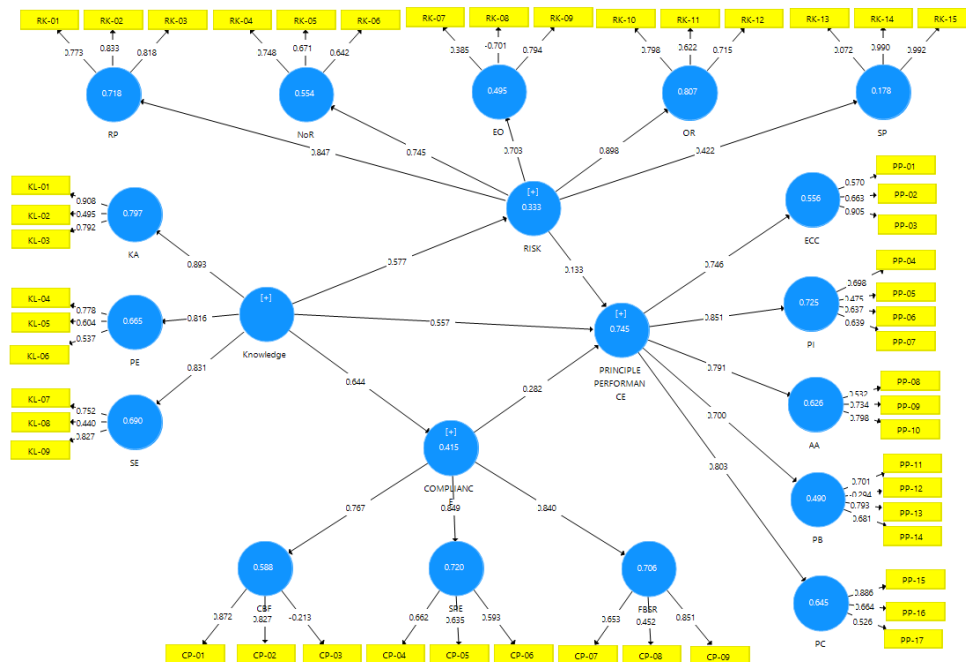 RK-01 RK-02 RK-03 RK-04 RK-05 RK-06 RK-07 RK-08 RK-09 RK-10 RK-11 RK-12 RK-13 RK-14 RK-15
0.773 0.833 0.818 0.748 0.671 0.642 0.385 -0.701 0.794 0.798 0.622 0.715 0.072 0.990 0.992
0.718 0.554 0.495 0.807 0.178
RP NoR EO OR SP
0.847 0.745 0.703 0.898 0.422
[+]
0.333
RISK
KL-01
KL-02
KL-03
0.908
0.495
0.792
0.797
KA
0.893
0.577
0.133
KL-04
KL-05
KL-06
0.778
0.604
0.537
0.665
PE
0.816
[+]
Knowledge
0.557
KL-07
KL-08
KL-09
0.752
0.440
0.827
0.690
SE
0.831
0.644
0.282
[+]
0.745
PRINCIPLE
PERFORMAN
CE
0.746
0.851
0.791
0.700
0.803
PP-01
PP-02
PP-03
0.570
0.663
0.905
0.556
ECC
PP-04
PP-05
PP-06
PP-07
0.698
0.475
0.637
0.639
0.725
PI
PP-08
PP-09
PP-10
0.532
0.734
0.798
0.626
AA
PP-11
PP-12
PP-13
PP-14
0.701
-0.294
0.793
0.681
0.490
PB
PP-15
PP-16
PP-17
0.886
0.664
0.526
0.645
PC
[+]
0.415
COMPLIANC
E
0.767 0.849 0.840
0.588 0.720 0.706
CBF SPE FBSR
0.872 0.827 -0.213 0.662 0.635 0.593 0.653 0.452 0.851
CP-01 CP-02 CP-03 CP-04 CP-05 CP-06 CP-07 CP-08 CP-09